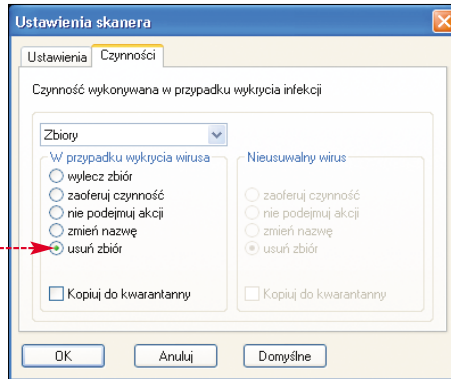 Ustawienia skanera
Ustawienia Czynności
Czynność wykonywana w przypadku wykrycia infekcji
Zbiory
W przypadku wykrycia wirusa
wylecz zbiór
zaoferuj czynność
nie podejmuj akcji
zmień nazwę
usuń zbiór
Kopiuj do kwarantanny
Nieusuwalny wirus
zaoferuj czynność
nie podejmuj akcji
zmień nazwę
usuń zbiór
Kopiuj do kwarantanny
OK Anuluj Domyślne